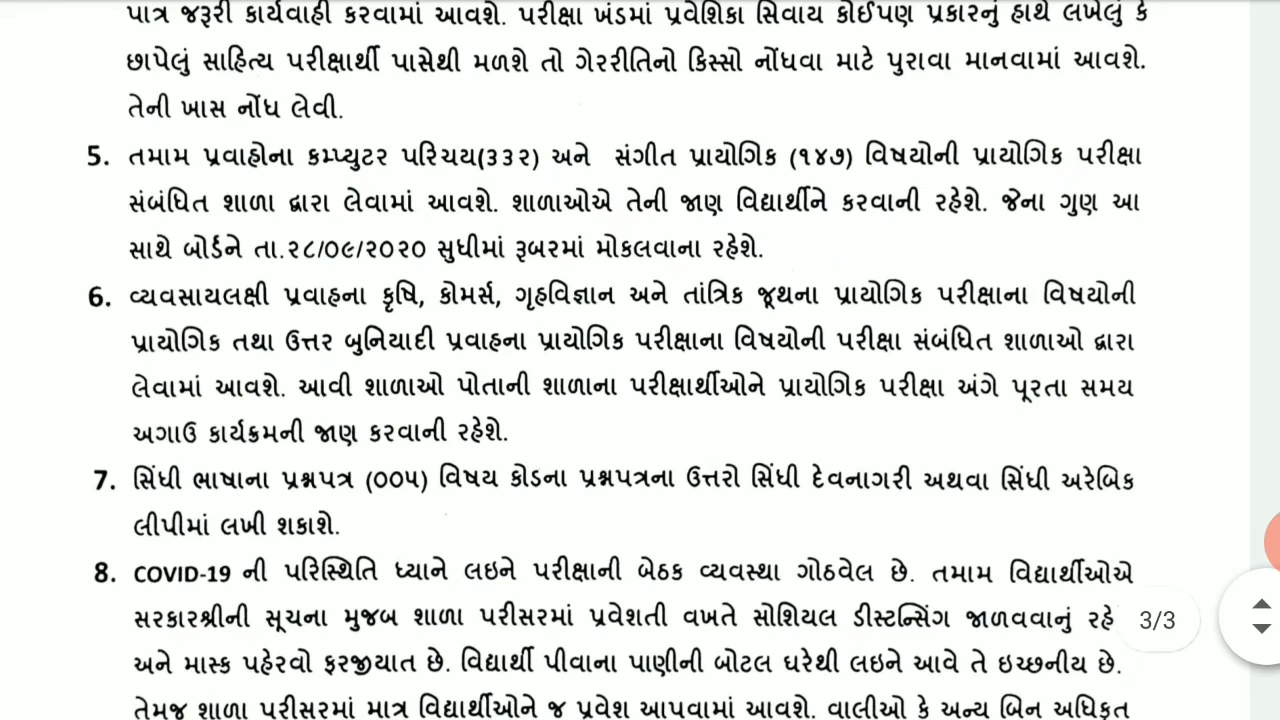 પાત્ર જરૂરી કાર્યવાહી કરવામાં આવશે. પરીક્ષા ખંડમાં પ્રવેશિકા સિવાય કોઈપણ પ્રકારનું હાથે લખેલું કે
છાપેલું સાહિત્ય પરીક્ષાર્થી પાસેથી મળશે તો ગેરરીતિનો કિસ્સો નોંધવા માટે પુરાવા માનવામાં આવશે.
તેની ખાસ નોંધ લેવી.
5. તમામ પ્રવાહોના કમ્પ્યુટર પરિચય(૩૩૨) અને સંગીત પ્રાયોગિક (૧૪૭) વિષયોની પ્રાયોગિક પરીક્ષા
સંબંધિત શાળા દ્વારા લેવામાં આવશે. શાળાઓએ તેની જાણ વિદ્યાર્થીને કરવાની રહેશે. જેના ગુણ આ
સાથે બોર્ડને તા.૨૮/૦૯/૨૦૨૦ સુધીમાં રૂબરમાં મોકલવાના રહેશે.
6. વ્યવસાયલક્ષી પ્રવાહના કૃષિ, કોમર્સ, ગૃહવિજ્ઞાન અને તાંત્રિક જૂથના પ્રાયોગિક પરીક્ષાના વિષયોની
પ્રાયોગિક તથા ઉત્તર બુનિયાદી પ્રવાહના પ્રાયોગિક પરીક્ષાના વિષયોની પરીક્ષા સંબંધિત શાળાઓ દ્વારા
લેવામાં આવશે. આવી શાળાઓ પોતાની શાળાના પરીક્ષાર્થીઓને પ્રાયોગિક પરીક્ષા અંગે પૂરતા સમય
અગાઉ કાર્યક્રમની જાણ કરવાની રહેશે.
7. સિંધી ભાષાના પ્રશ્નપત્ર (૦૦૫) વિષય કોડના પ્રશ્નપત્રના ઉત્તરો સિંધી દેવનાગરી અથવા સિંધી અરેબિક
લીપીમાં લખી શકાશે.
8. COVID-19 ની પરિસ્થિતિ ધ્યાને લઇને પરીક્ષાની બેઠક વ્યવસ્થા ગોઠવેલ છે. તમામ વિદ્યાર્થીઓએ
સરકારશ્રીની સૂચના મુજબ શાળા પરીસરમાં પ્રવેશતી વખતે સોશિયલ ડીસ્ટન્સિંગ જાળવવાનું રહે
3/3
અને માસ્ક પહેરવો ફરજીયાત છે. વિદ્યાર્થી પીવાના પાણીની બોટલ ઘરેથી લઇને આવે તે ઇચ્છનીય છે.
તેમજ શાળા પરીસરમાં માત્ર વિદ્યાર્થીઓને જ પ્રવેશ આપવામાં આવશે. વાલીઓ કે અન્ય બિન અધિકૃત